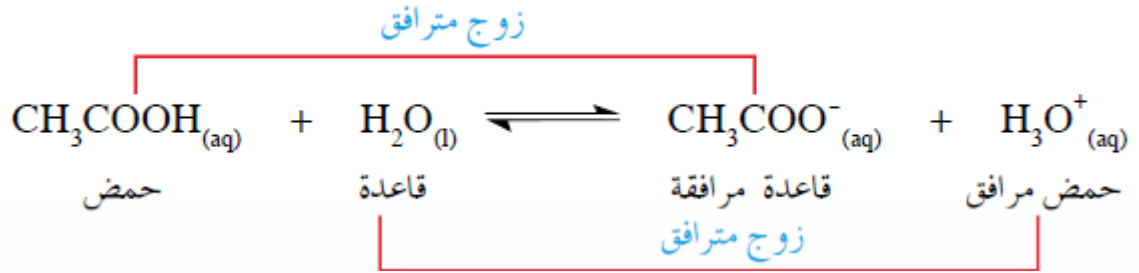 زوج مترافق
CH₃COOH(aq) + H₂O(l) ⇌ CH₃COO⁻(aq) + H₃O⁺(aq)
حمض قاعدة قاعدة مرافقة حمض مرافق
زوج مترافق